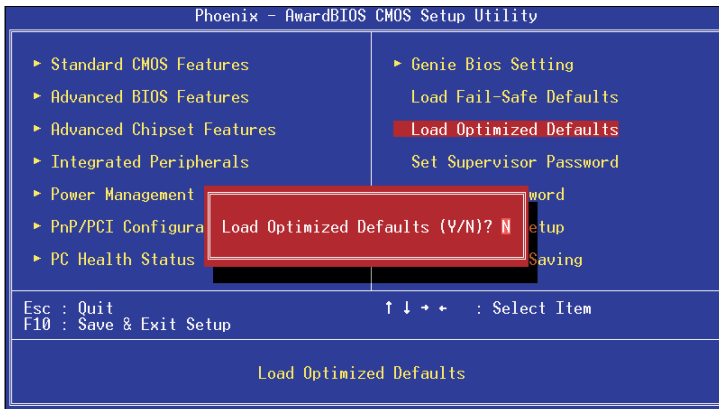 Phoenix - AwardBIOS CMOS Setup Utility
► Standard CMOS Features
► Advanced BIOS Features
► Advanced Chipset Features
► Integrated Peripherals
► Power Management
► PnP/PCI Configura
► PC Health Status
► Genie Bios Setting
Load Fail-Safe Defaults
Load Optimized Defaults
Set Supervisor Password
word
etup
Saving
Load Optimized Defaults (Y/N)? N
Esc : Quit
F10 : Save & Exit Setup
↑ ↓ → ← : Select Item
Load Optimized Defaults